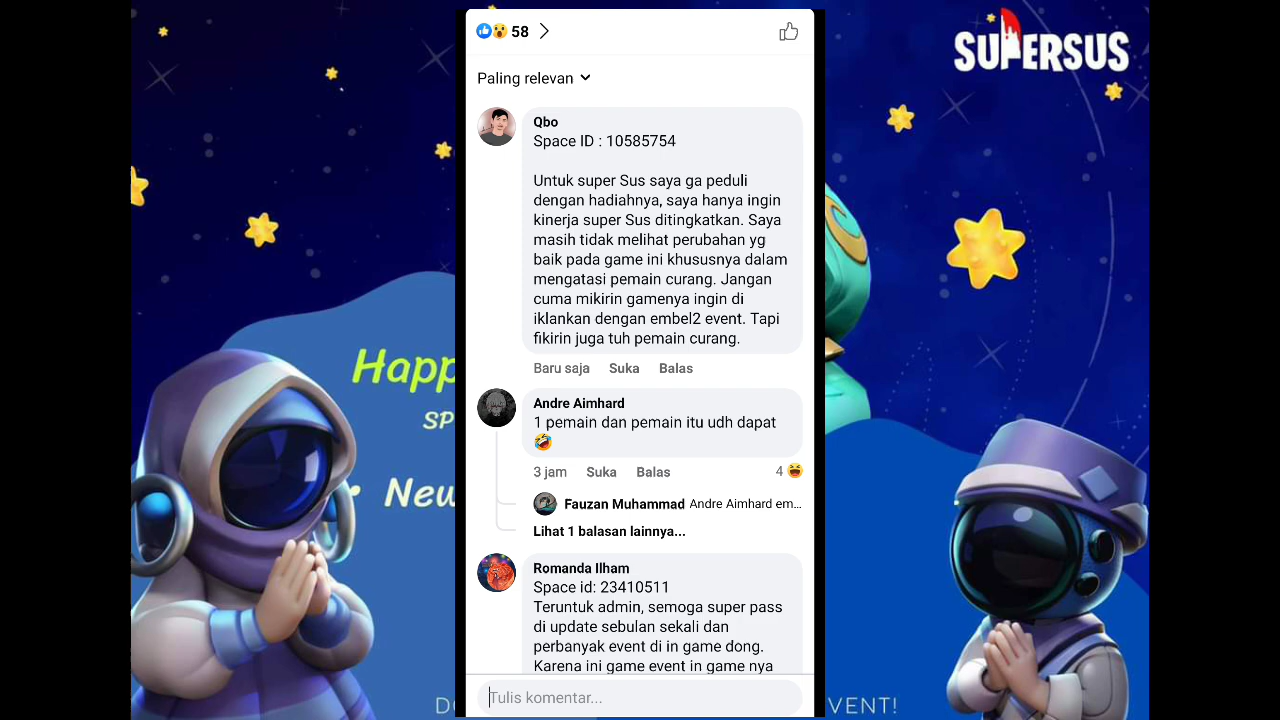 58
SUPERSUS
Paling relevan
Qbo
Space ID : 10585754
Untuk super Sus saya ga peduli
dengan hadiahnya, saya hanya ingin
kinerja super Sus ditingkatkan. Saya
masih tidak melihat perubahan yg
baik pada game ini khususnya dalam
mengatasi pemain curang. Jangan
cuma mikirin gamenya ingin di
iklankan dengan embel2 event. Tapi
fikirin juga tuh pemain curang.
Baru saja Suka Balas
Happ
SP
New
Andre Aimhard
1 pemain dan pemain itu udh dapat
🤣
3 jam Suka Balas 4
Fauzan Muhammad Andre Aimhard em...
Lihat 1 balasan lainnya...
Romanda Ilham
Space id: 23410511
Teruntuk admin, semoga super pass
di update sebulan sekali dan
perbanyak event di in game dong.
Karena ini game event in game nya
Tulis komentar...
VENT!